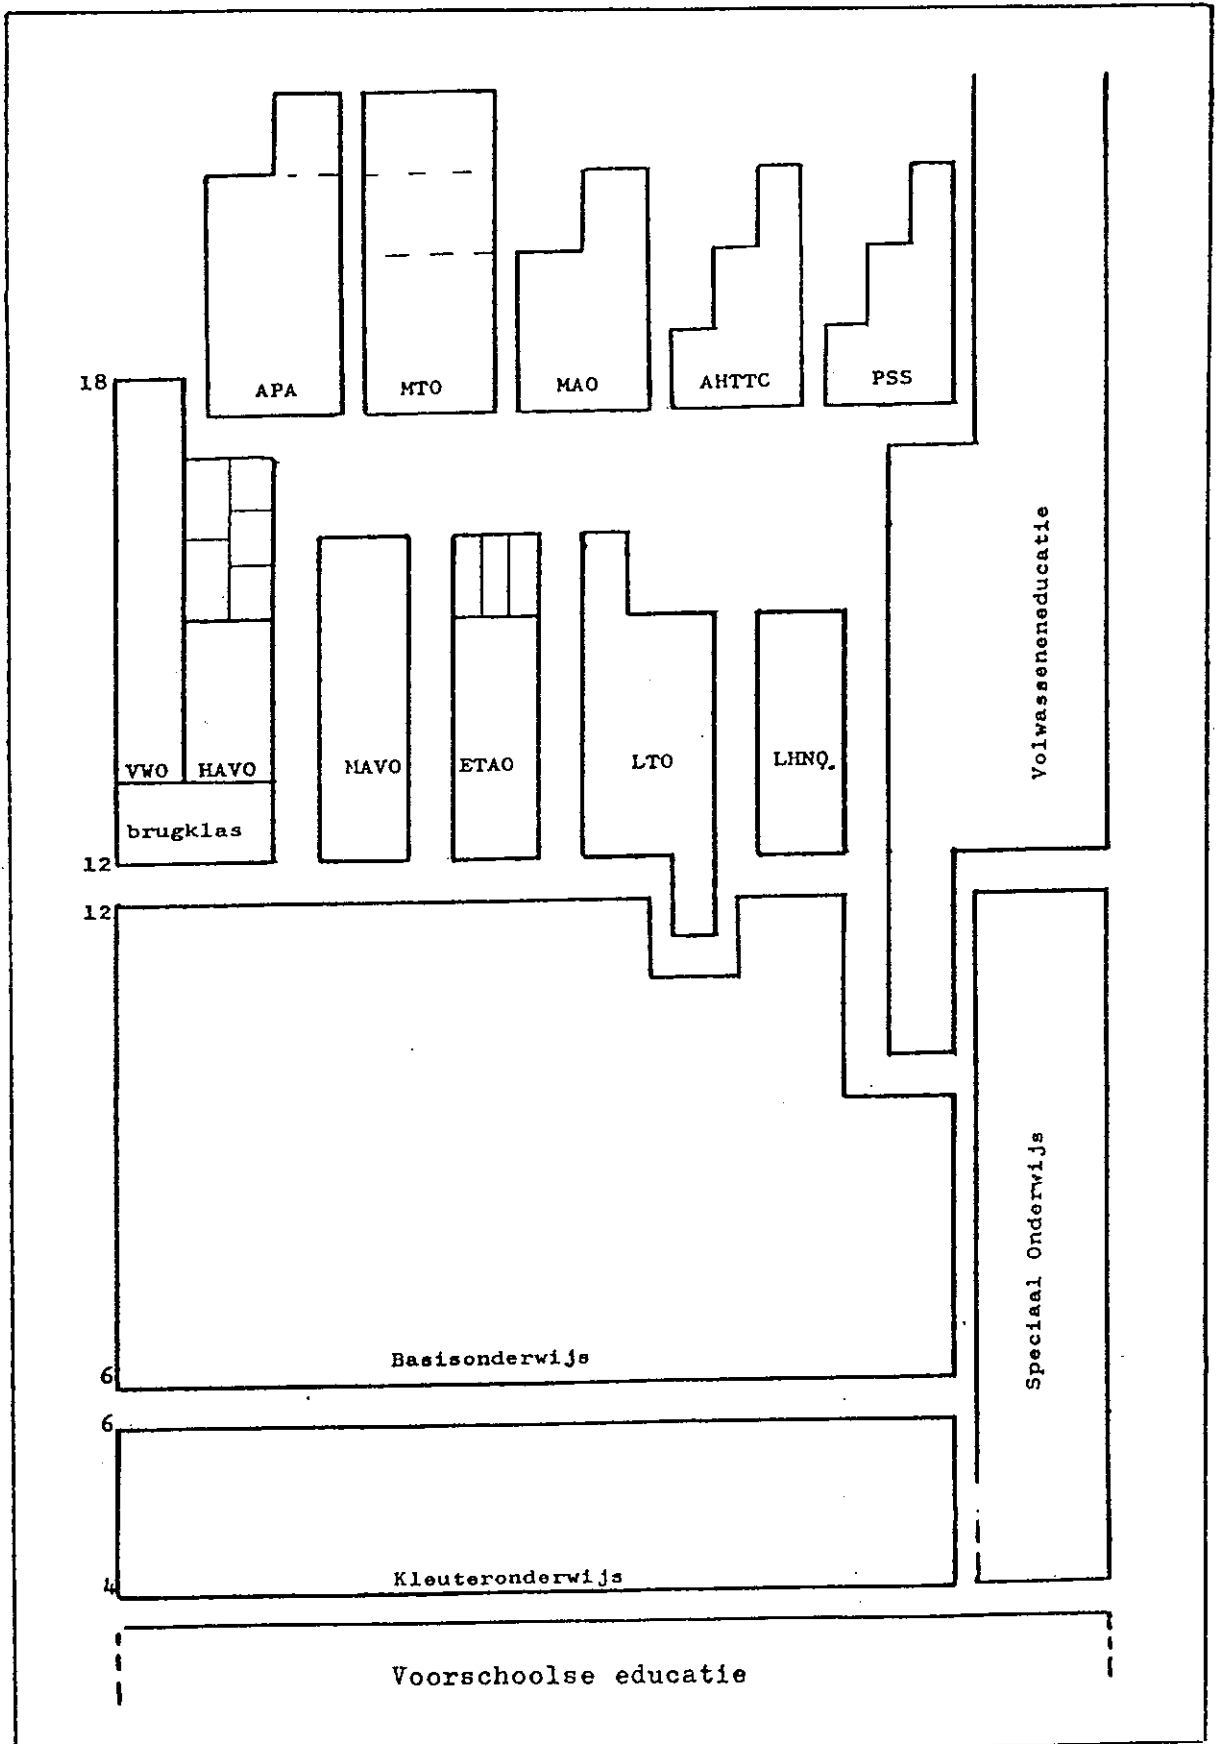 APA
MTO
MAO
AHTTC
PSS
18
VWO
HAVO
MAVO
ETAO
LTO
LHNO.
Volwasseneneducatie
brugklas
12
12
Speciaal Onderwijs
Basisonderwijs
6
6
Kleuteronderwijs
4
Voorschoolse educatie